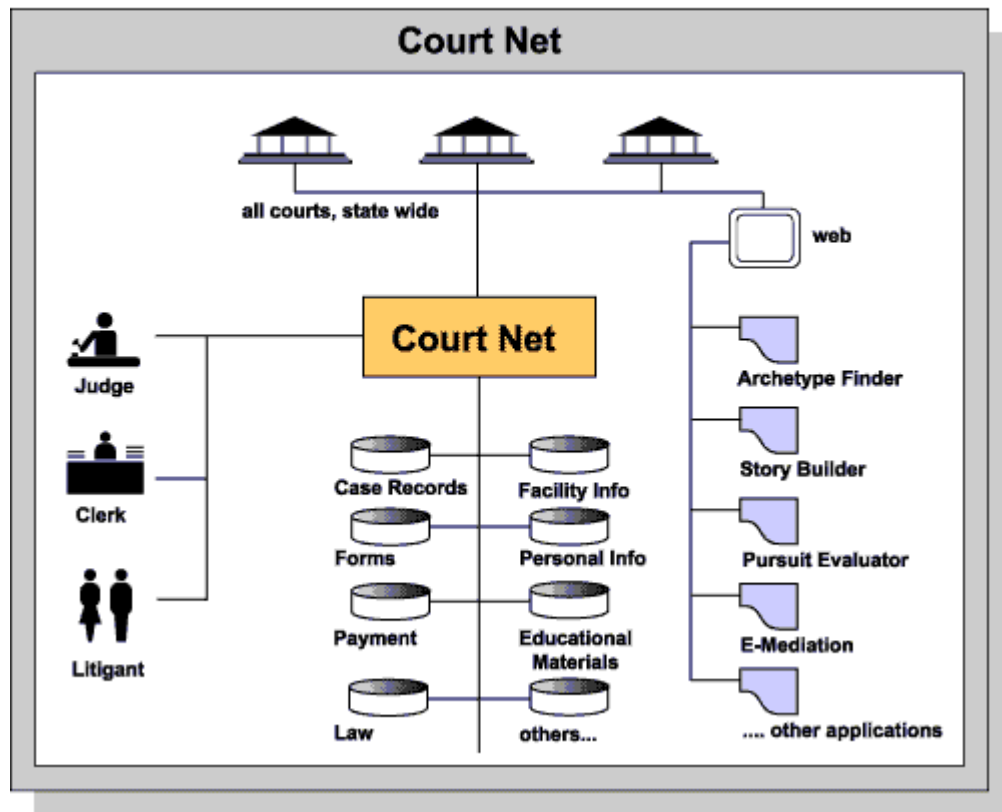 Court Net
all courts, state wide
web
Court Net
Judge
Clerk
Litigant
Case Records
Facility Info
Forms
Personal Info
Payment
Educational
Materials
Law
others...
Archetype Finder
Story Builder
Pursuit Evaluator
E-Mediation
.... other applications